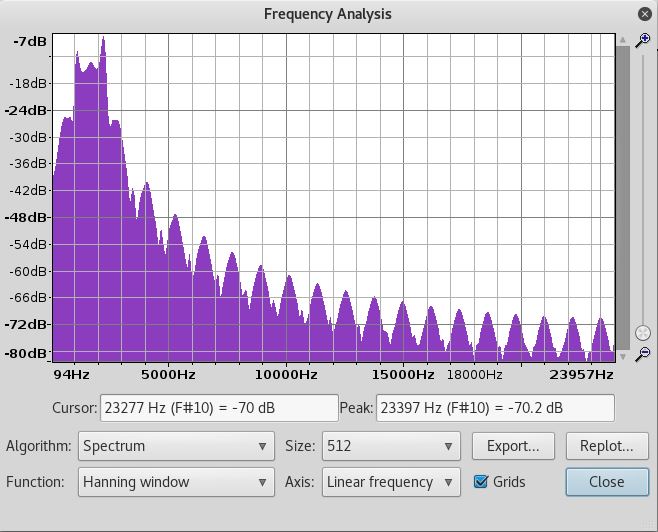 Frequency Analysis
-7dB
-18dB
-24dB
-30dB
-36dB
-42dB
-48dB
-54dB
-60dB
-66dB
-72dB
-80dB
94Hz 5000Hz 10000Hz 15000Hz 18000Hz 23957Hz
Cursor: 23277 Hz (F#10) = -70 dB Peak: 23397 Hz (F#10) = -70.2 dB
Algorithm: Spectrum Size: 512 Export... Replot...
Function: Hanning window Axis: Linear frequency Grids Close